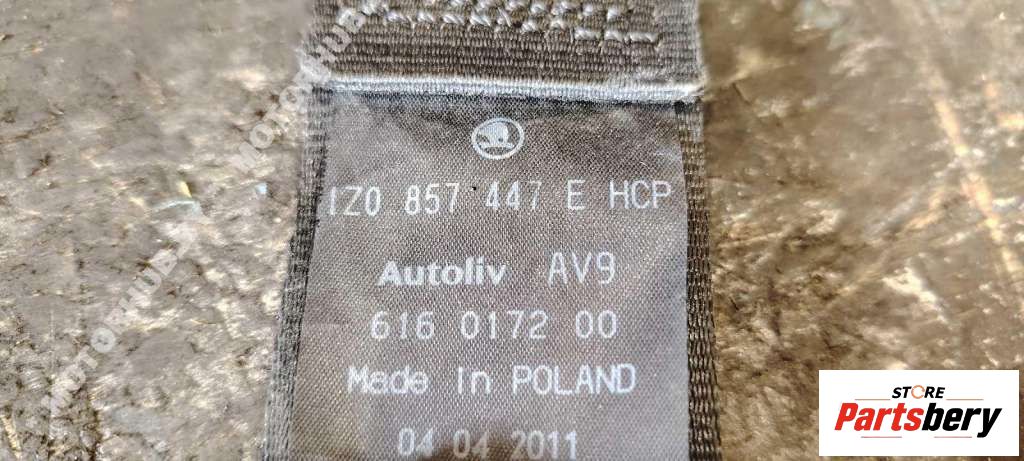 1Z0 857 447 E HCP
Autoliv AV9
616 0172 00
Made in POLAND
04 04 2011
STORE
Partsbery